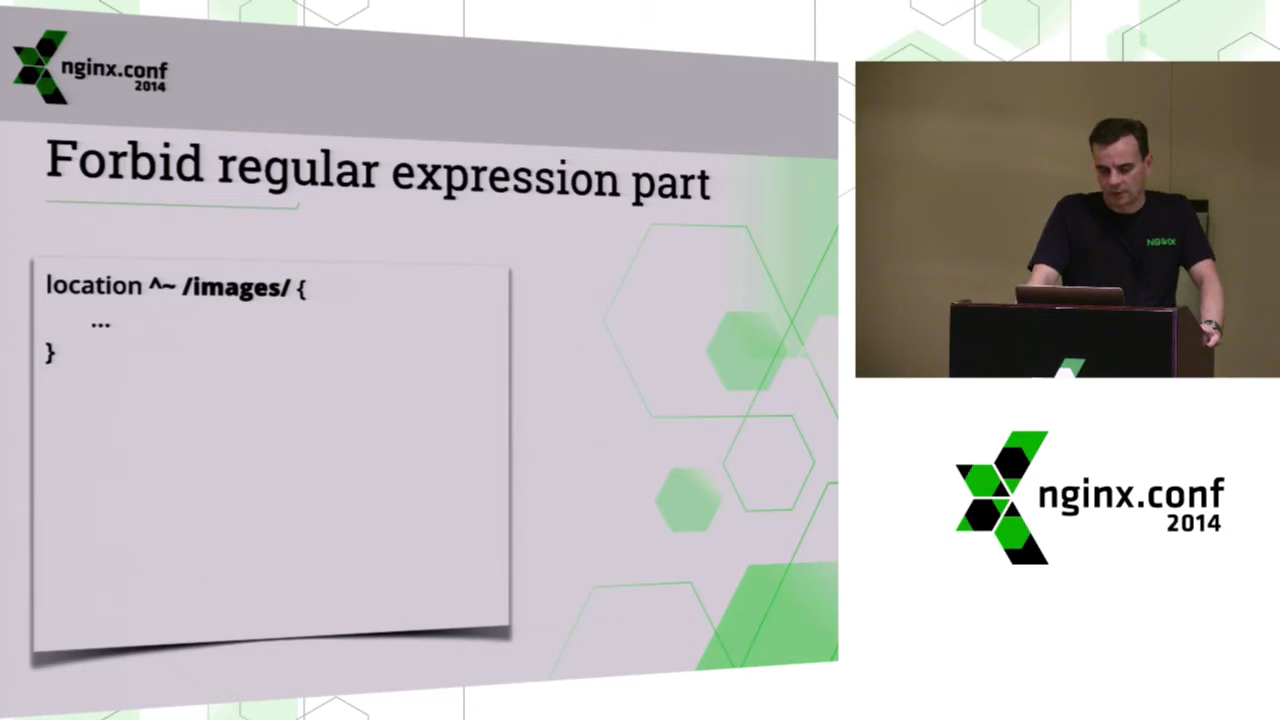 nginx.conf
2014
Forbid regular expression part
location ^~ /images/ {
...
}
NGINX
nginx.conf
2014